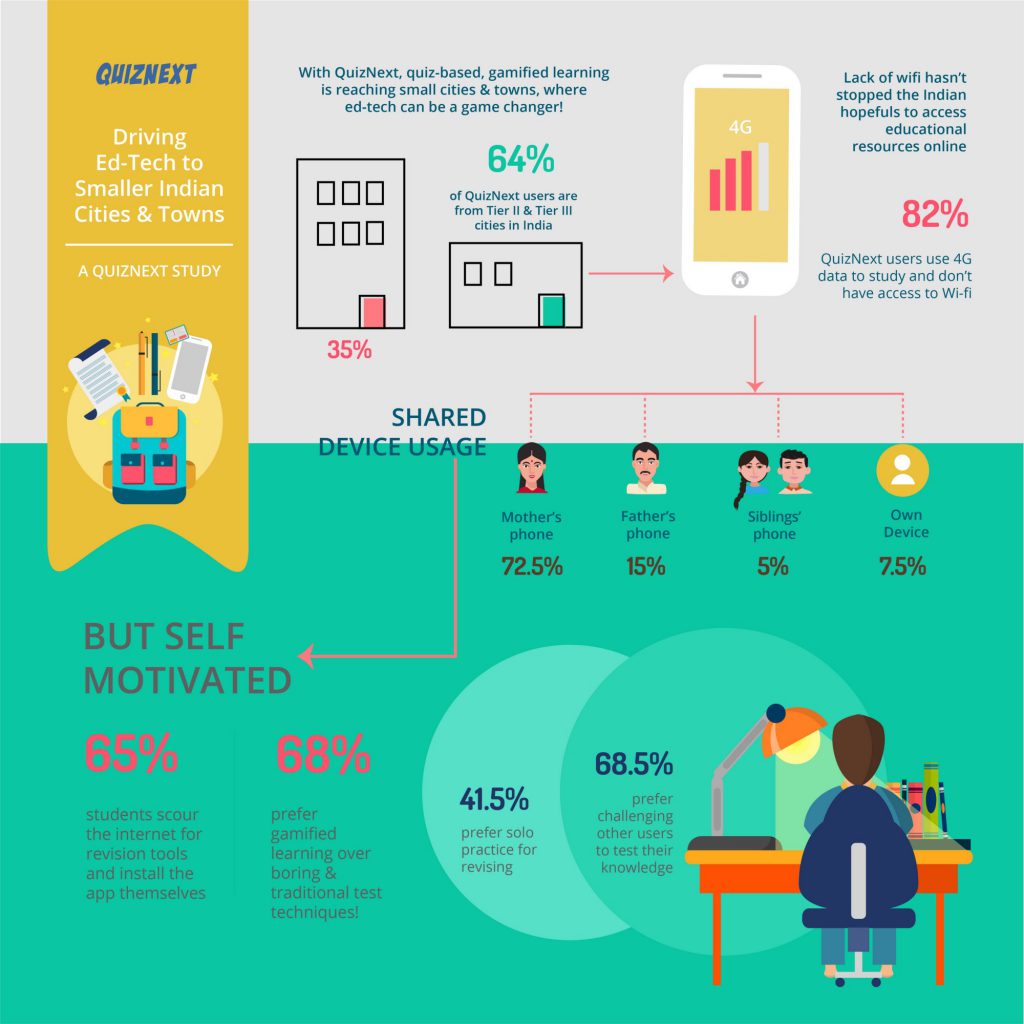 QUIZNEXT
Driving
Ed-Tech to
Smaller Indian
Cities & Towns
A QUIZNEXT STUDY
With QuizNext, quiz-based, gamified learning
is reaching small cities & towns, where
ed-tech can be a game changer!
64%
of QuizNext users are
from Tier II & Tier III
cities in India
35%
4G
Lack of wifi hasn't
stopped the Indian
hopefuls to access
educational
resources online
82%
QuizNext users use 4G
data to study and don't
have access to Wi-fi
SHARED
DEVICE USAGE
Mother's
phone
72.5%
Father's
phone
15%
Siblings'
phone
5%
Own
Device
7.5%
BUT SELF
MOTIVATED
65%
students scour
the internet for
revision tools
and install the
app themselves
68%
prefer
gamified
learning over
boring &
traditional test
techniques!
41.5%
prefer solo
practice for
revising
68.5%
prefer
challenging
other users
to test their
knowledge